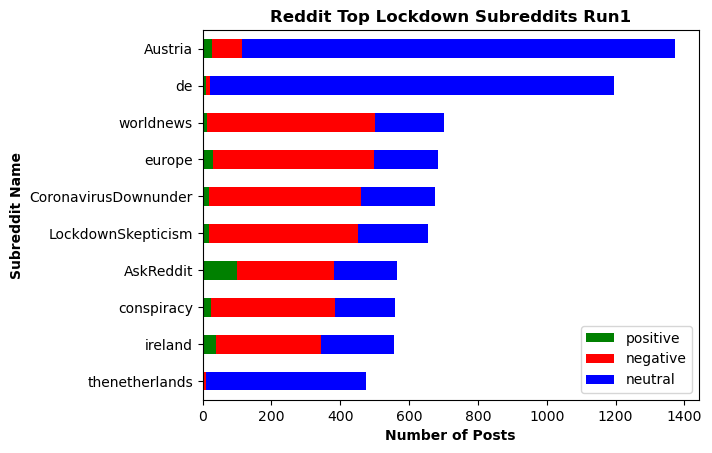 Reddit Top Lockdown Subreddits Run1
Subreddit Name
Austria
de
worldnews
europe
CoronavirusDownunder
LockdownSkepticism
AskReddit
conspiracy
ireland
thenetherlands
positive
negative
neutral
0 200 400 600 800 1000 1200 1400
Number of Posts